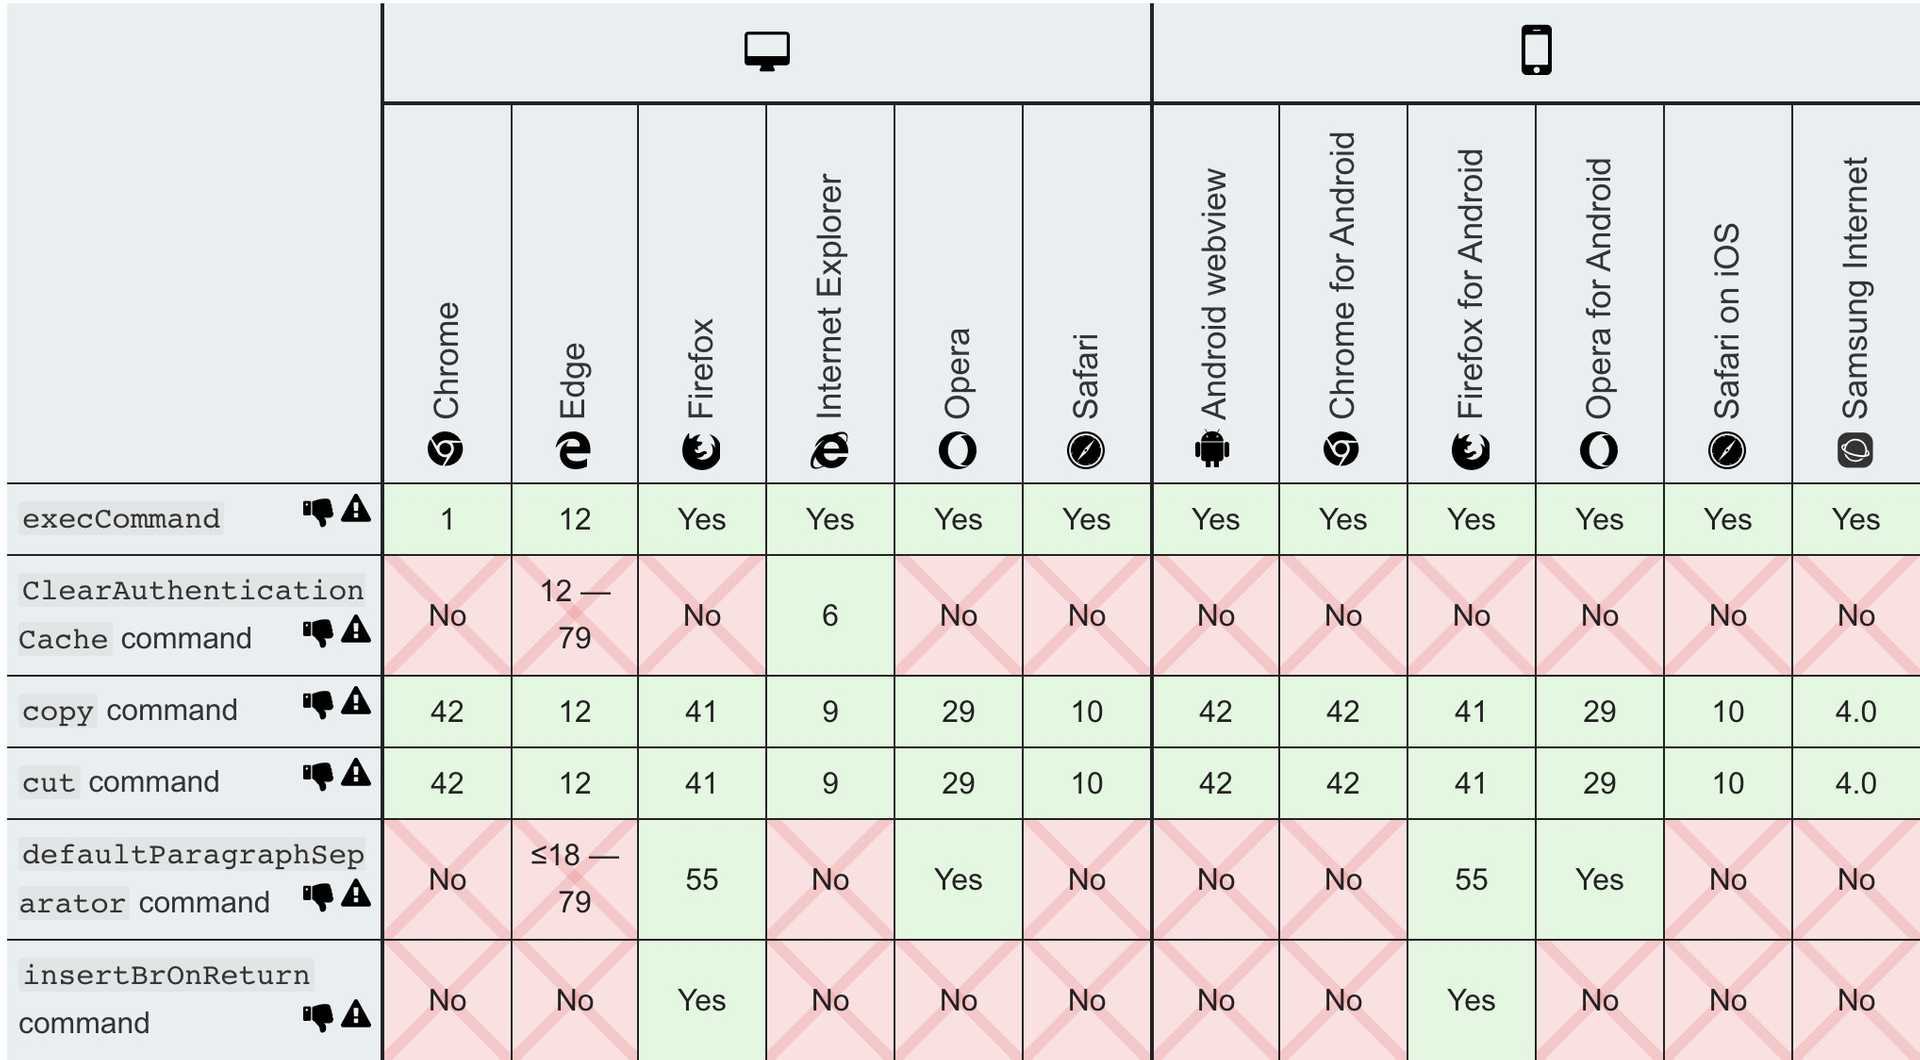 Chrome
Edge
Firefox
Internet Explorer
Opera
Safari
Android webview
Chrome for Android
Firefox for Android
Opera for Android
Safari on iOS
Samsung Internet
execCommand 1 12 Yes Yes Yes Yes Yes Yes Yes Yes Yes Yes
ClearAuthentication
Cache command No 12 — 79 No 6 No No No No No No No No
copy command 42 12 41 9 29 10 42 42 41 29 10 4.0
cut command 42 12 41 9 29 10 42 42 41 29 10 4.0
defaultParagraphSep
arator command No ≤18 — 79 55 No Yes No No No 55 Yes No No
insertBrOnReturn
command No No Yes No No No No No Yes No No No